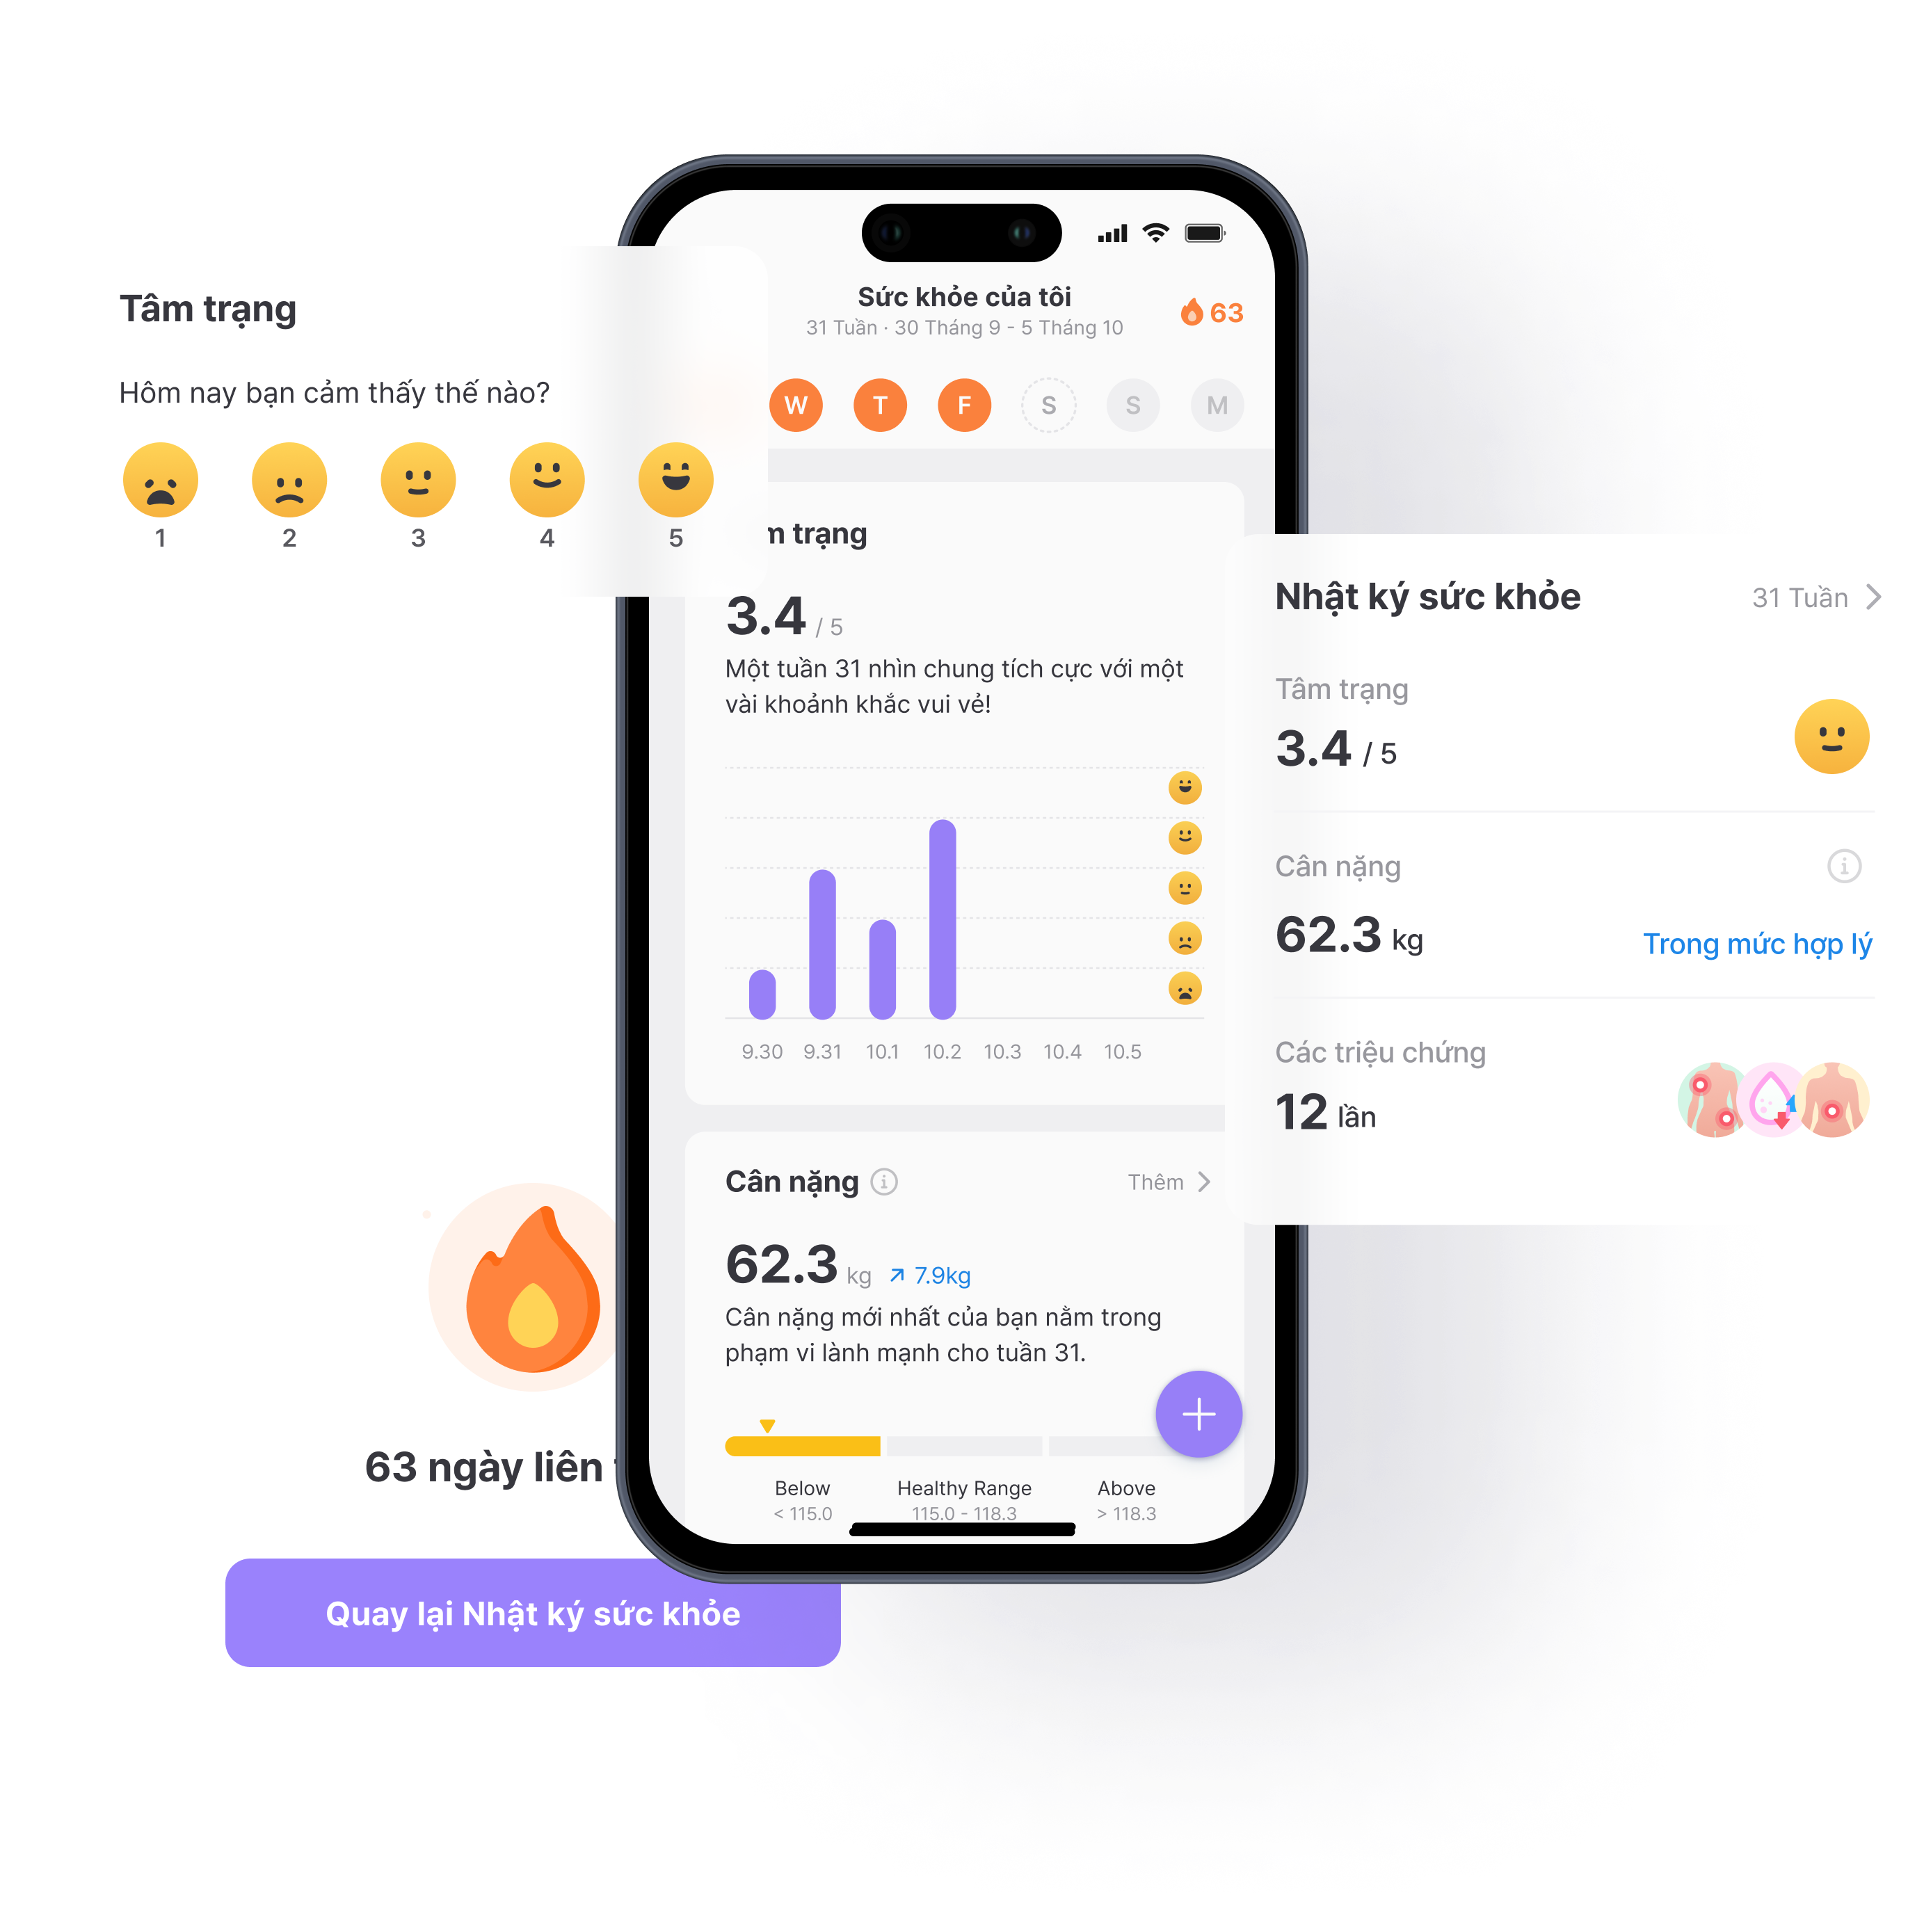 Tâm trạng
Hôm nay bạn cảm thấy thế nào?
1 2 3 4 5
Sức khỏe của tôi
31 Tuần · 30 Tháng 9 - 5 Tháng 10
63
W T F S S M
trạng
3.4 / 5
Một tuần 31 nhìn chung tích cực với một
vài khoảnh khắc vui vẻ!
9.30 9.31 10.1 10.2 10.3 10.4 10.5
Cân nặng
Thêm
62.3 kg 7.9kg
Cân nặng mới nhất của bạn nằm trong
phạm vi lành mạnh cho tuần 31.
Below Healthy Range Above
< 115.0 115.0 - 118.3 > 118.3
Nhật ký sức khỏe
31 Tuần
Tâm trạng
3.4 / 5
Cân nặng
62.3 kg
Trong mức hợp lý
Các triệu chứng
12 lần
63 ngày liên
Quay lại Nhật ký sức khỏe